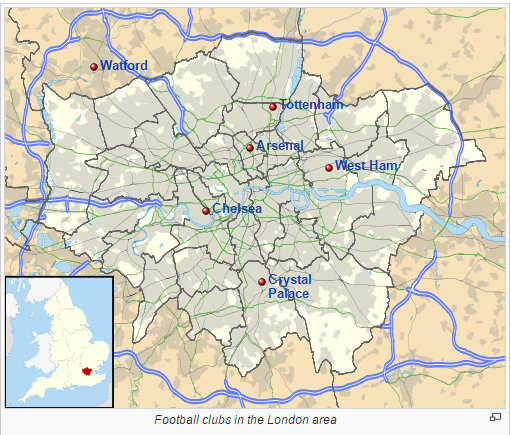 Watford
Tottenham
Arsenal
West Ham
Chelsea
Crystal
Palace
Football clubs in the London area